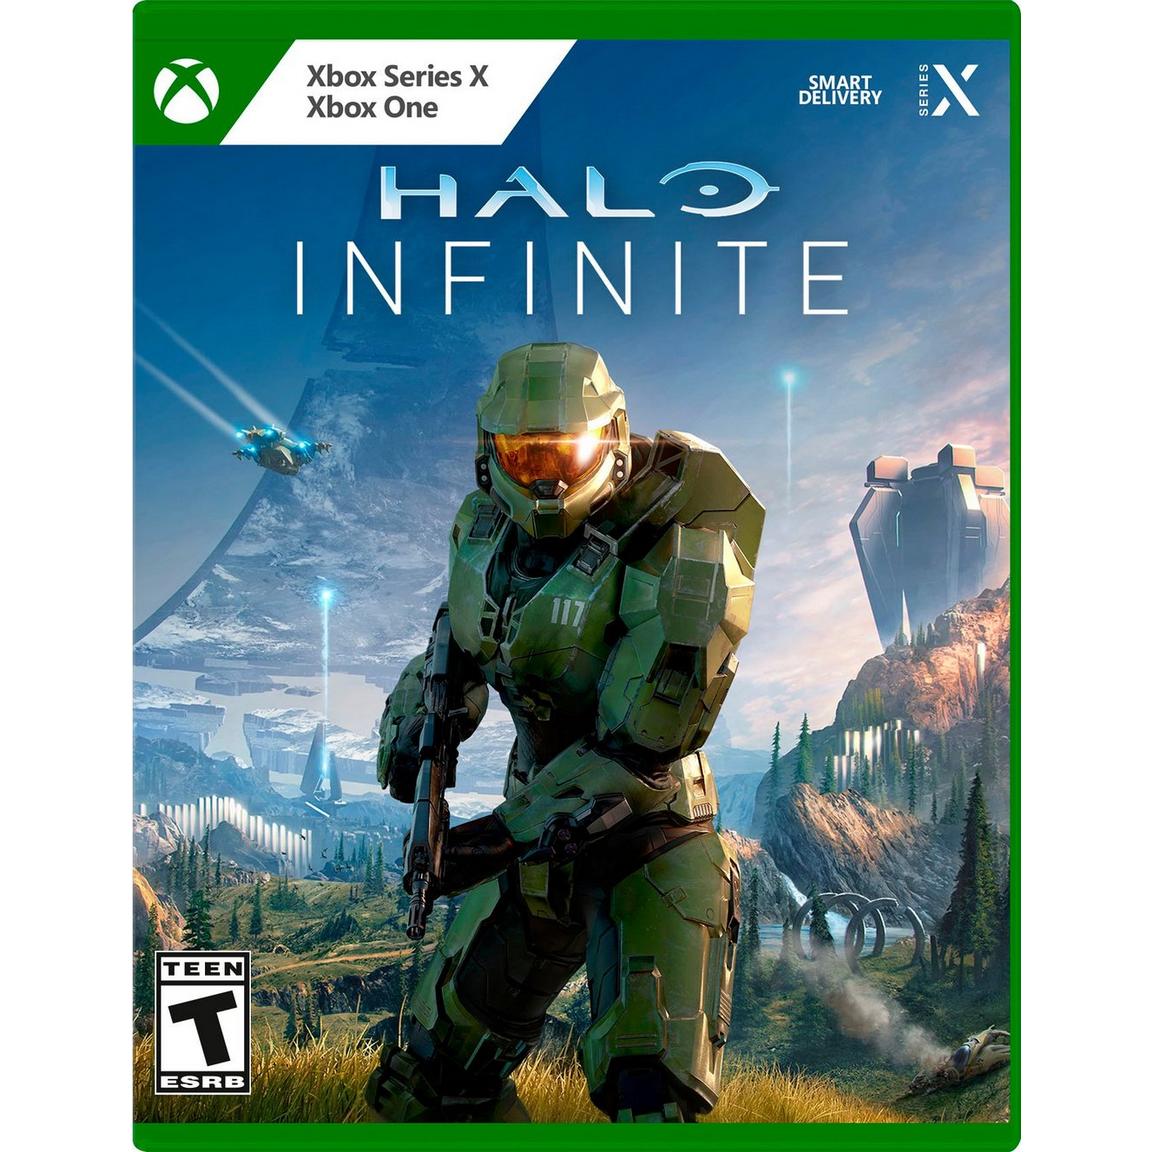 Xbox Series X
Xbox One
SMART
DELIVERY
SERIES X
HALO
INFINITE
117
TEEN
T
ESRB